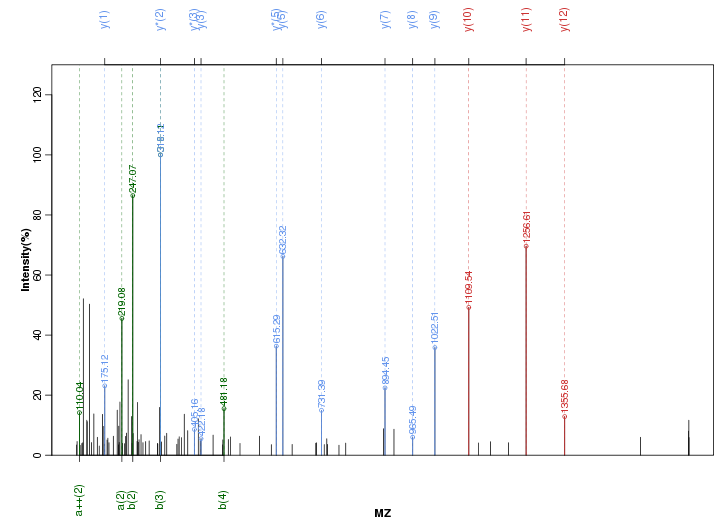 y(1)
y*(2)
y*(3)
y(3)
y*(5)
y(5)
y(6)
y(7)
y(8)
y(9)
y(10)
y(11)
y(12)
Intensity(%)
0
20
40
60
80
100
120
110.04
175.12
219.08
247.07
405.16
422.18
481.18
615.29
632.32
731.39
894.45
965.49
1022.51
1109.54
1256.61
1355.68
a++(2)
a(2)
b(2)
b(3)
b(4)
MZ